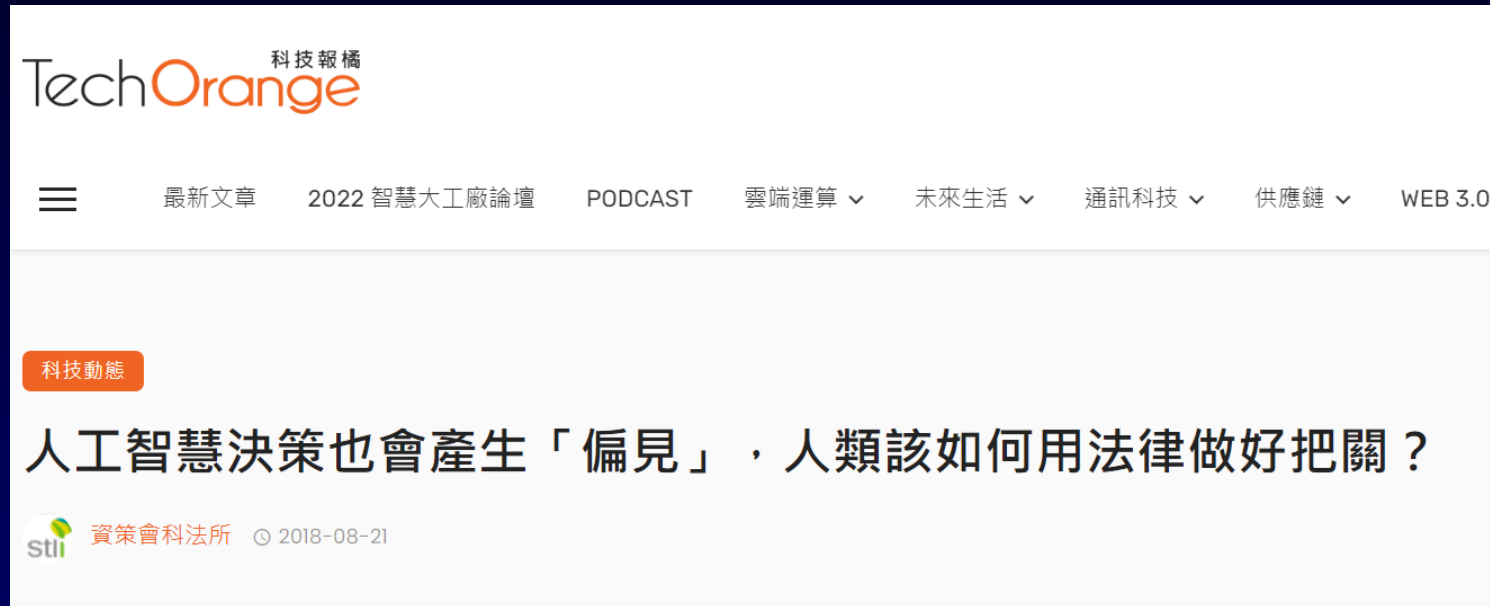 科技報橘
TechOrange
最新文章 2022 智慧大工廠論壇 PODCAST 雲端運算 未來生活 通訊科技 供應鏈 WEB 3.0
科技動態
人工智慧決策也會產生「偏見」，人類該如何用法律做好把關？
stli 資策會科法所 2018-08-21